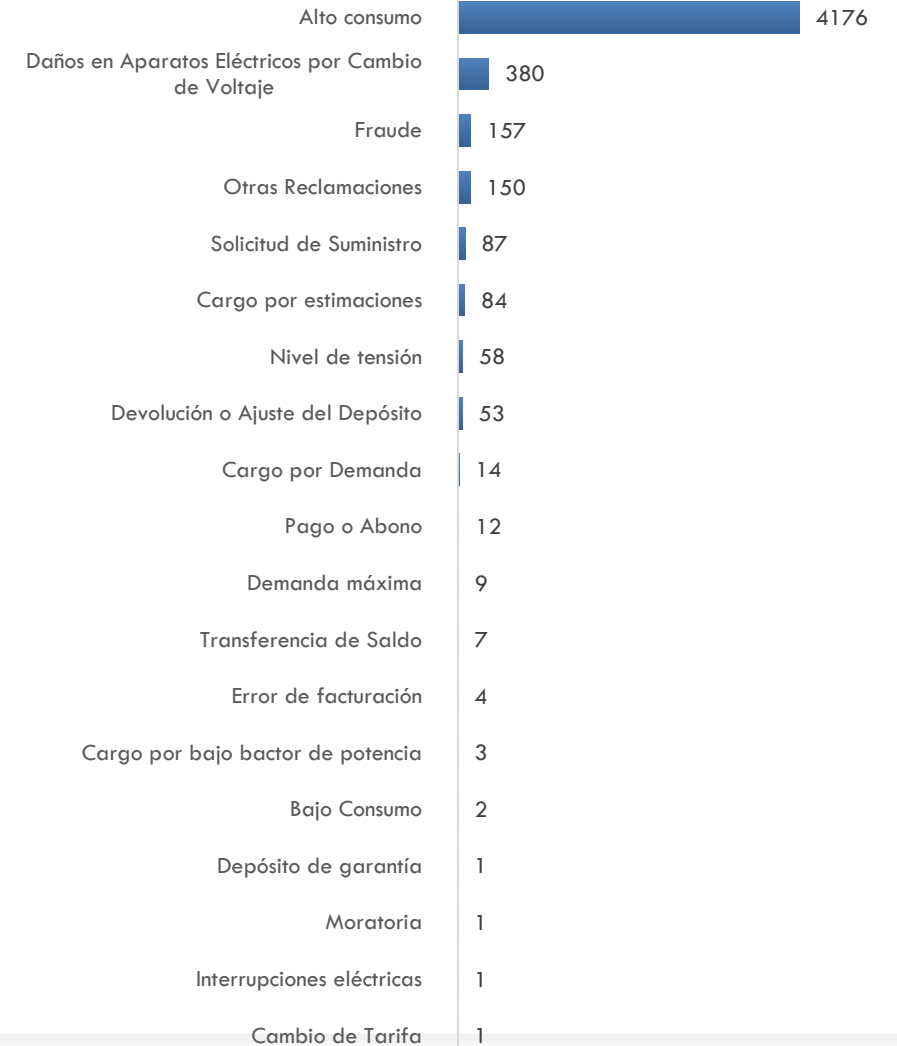 Alto consumo 4176
Daños en Aparatos Eléctricos por Cambio
de Voltaje 380
Fraude 157
Otras Reclamaciones 150
Solicitud de Suministro 87
Cargo por estimaciones 84
Nivel de tensión 58
Devolución o Ajuste del Depósito 53
Cargo por Demanda 14
Pago o Abono 12
Demanda máxima 9
Transferencia de Saldo 7
Error de facturación 4
Cargo por bajo bactor de potencia 3
Bajo Consumo 2
Depósito de garantía 1
Moratoria 1
Interrupciones eléctricas 1
Cambio de Tarifa 1